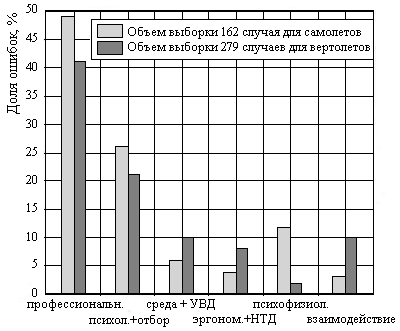 Доля ошибок, %
50
45
40
35
30
25
20
15
10
5
0
Объем выборки 162 случая для самолетов
Объем выборки 279 случаев для вертолетов
профессиональн.
психол.+отбор
среда + УВД
эргоном.+НТД
психофизиол.
взаимодействие